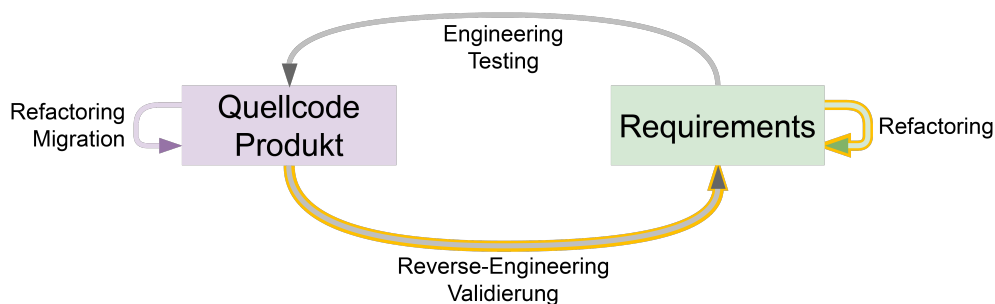 Engineering
Testing
Refactoring
Migration
Quellcode
Produkt
Requirements
Refactoring
Reverse-Engineering
Validierung